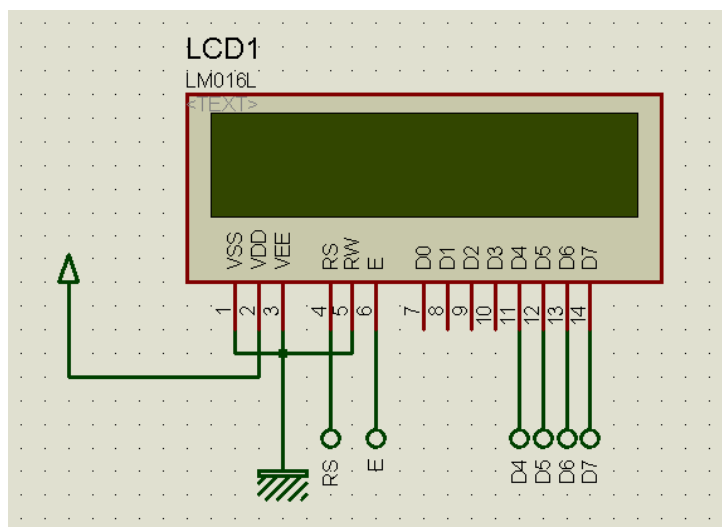 LCD1
LM016L
<TEXT>
VSS VDD VEE RS RW E D0 D1 D2 D3 D4 D5 D6 D7
1 2 3 4 5 6 7 8 9 10 11 12 13 14
RS E D4 D5 D6 D7